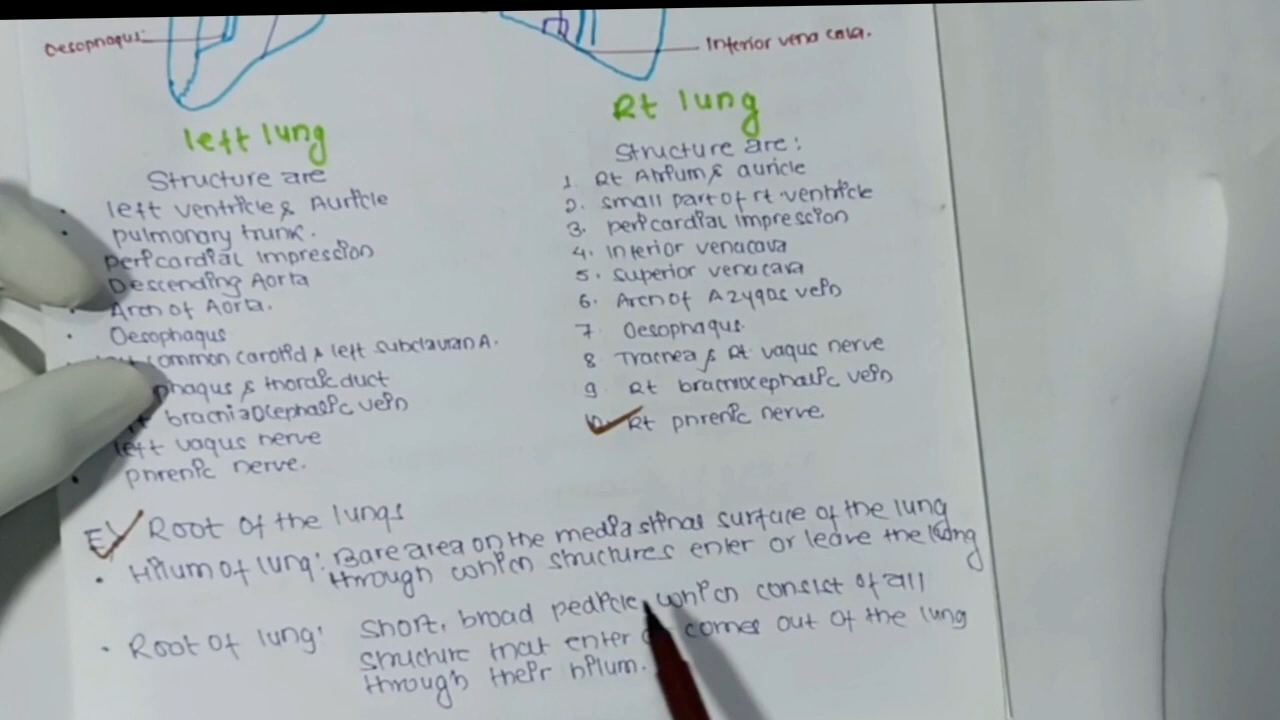 Oesophagus
Inferior vena cava.
left lung
Structure are
left ventricle & Auricle
pulmonary trunk.
pericardial Impression
Descending Aorta
Arch of Aorta.
Oesophagus
common carotid & left subclavian A.
phagus & thoraic duct
brachiocephalic vein
left vagus nerve
phrenic nerve.
Rt lung
Structure are:
1. Rt Atrium & auricle
2. small part of rt ventricle
3. pericardial impression
4. Inferior venacava
5. superior venacava
6. Arch of Azygos vein
7. Oesophagus.
8 Trachea & Rt vagus nerve
9. Rt brachiocephalic vein
10. Rt phrenic nerve.
E) Root of the lungs
• Hilum of lung: Bare area on the mediastinal surface of the lung
through which structures enter or leave the lung
• Root of lung: Short, broad pedicle which consist of all
structure that enter comes out of the lung
through their hilum.